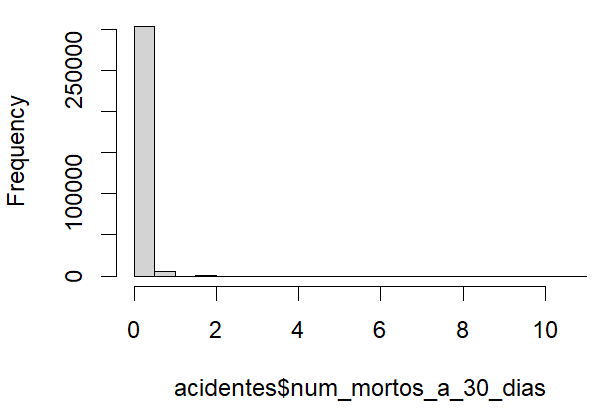 Frequency
250000
100000
0
0 2 4 6 8 10
acidentes$num_mortos_a_30_dias